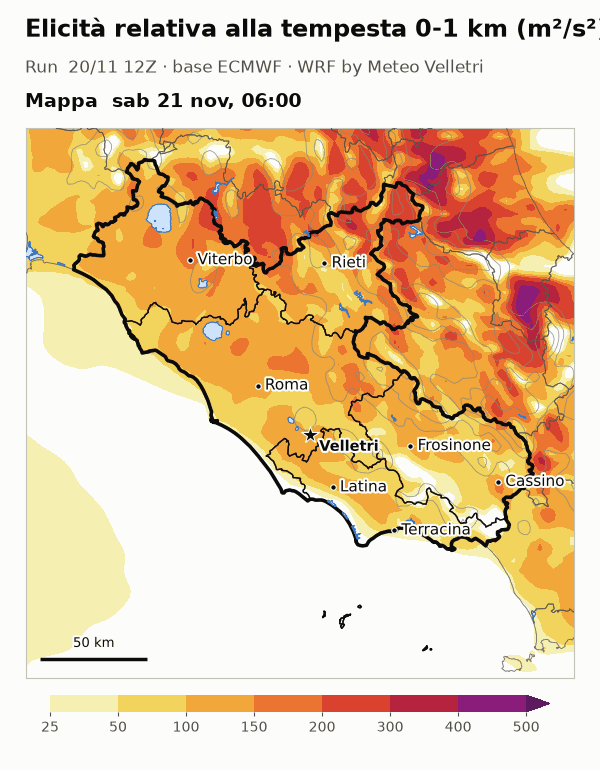 Elicità relativa alla tempesta 0-1 km (m²/s²)
Run  20/11 12Z · base ECMWF · WRF by Meteo Velletri
Mappa  sab 21 nov, 06:00
Viterbo
Rieti
Roma
Velletri
Frosinone
Cassino
Latina
Terracina
50 km
25 50 100 150 200 300 400 500